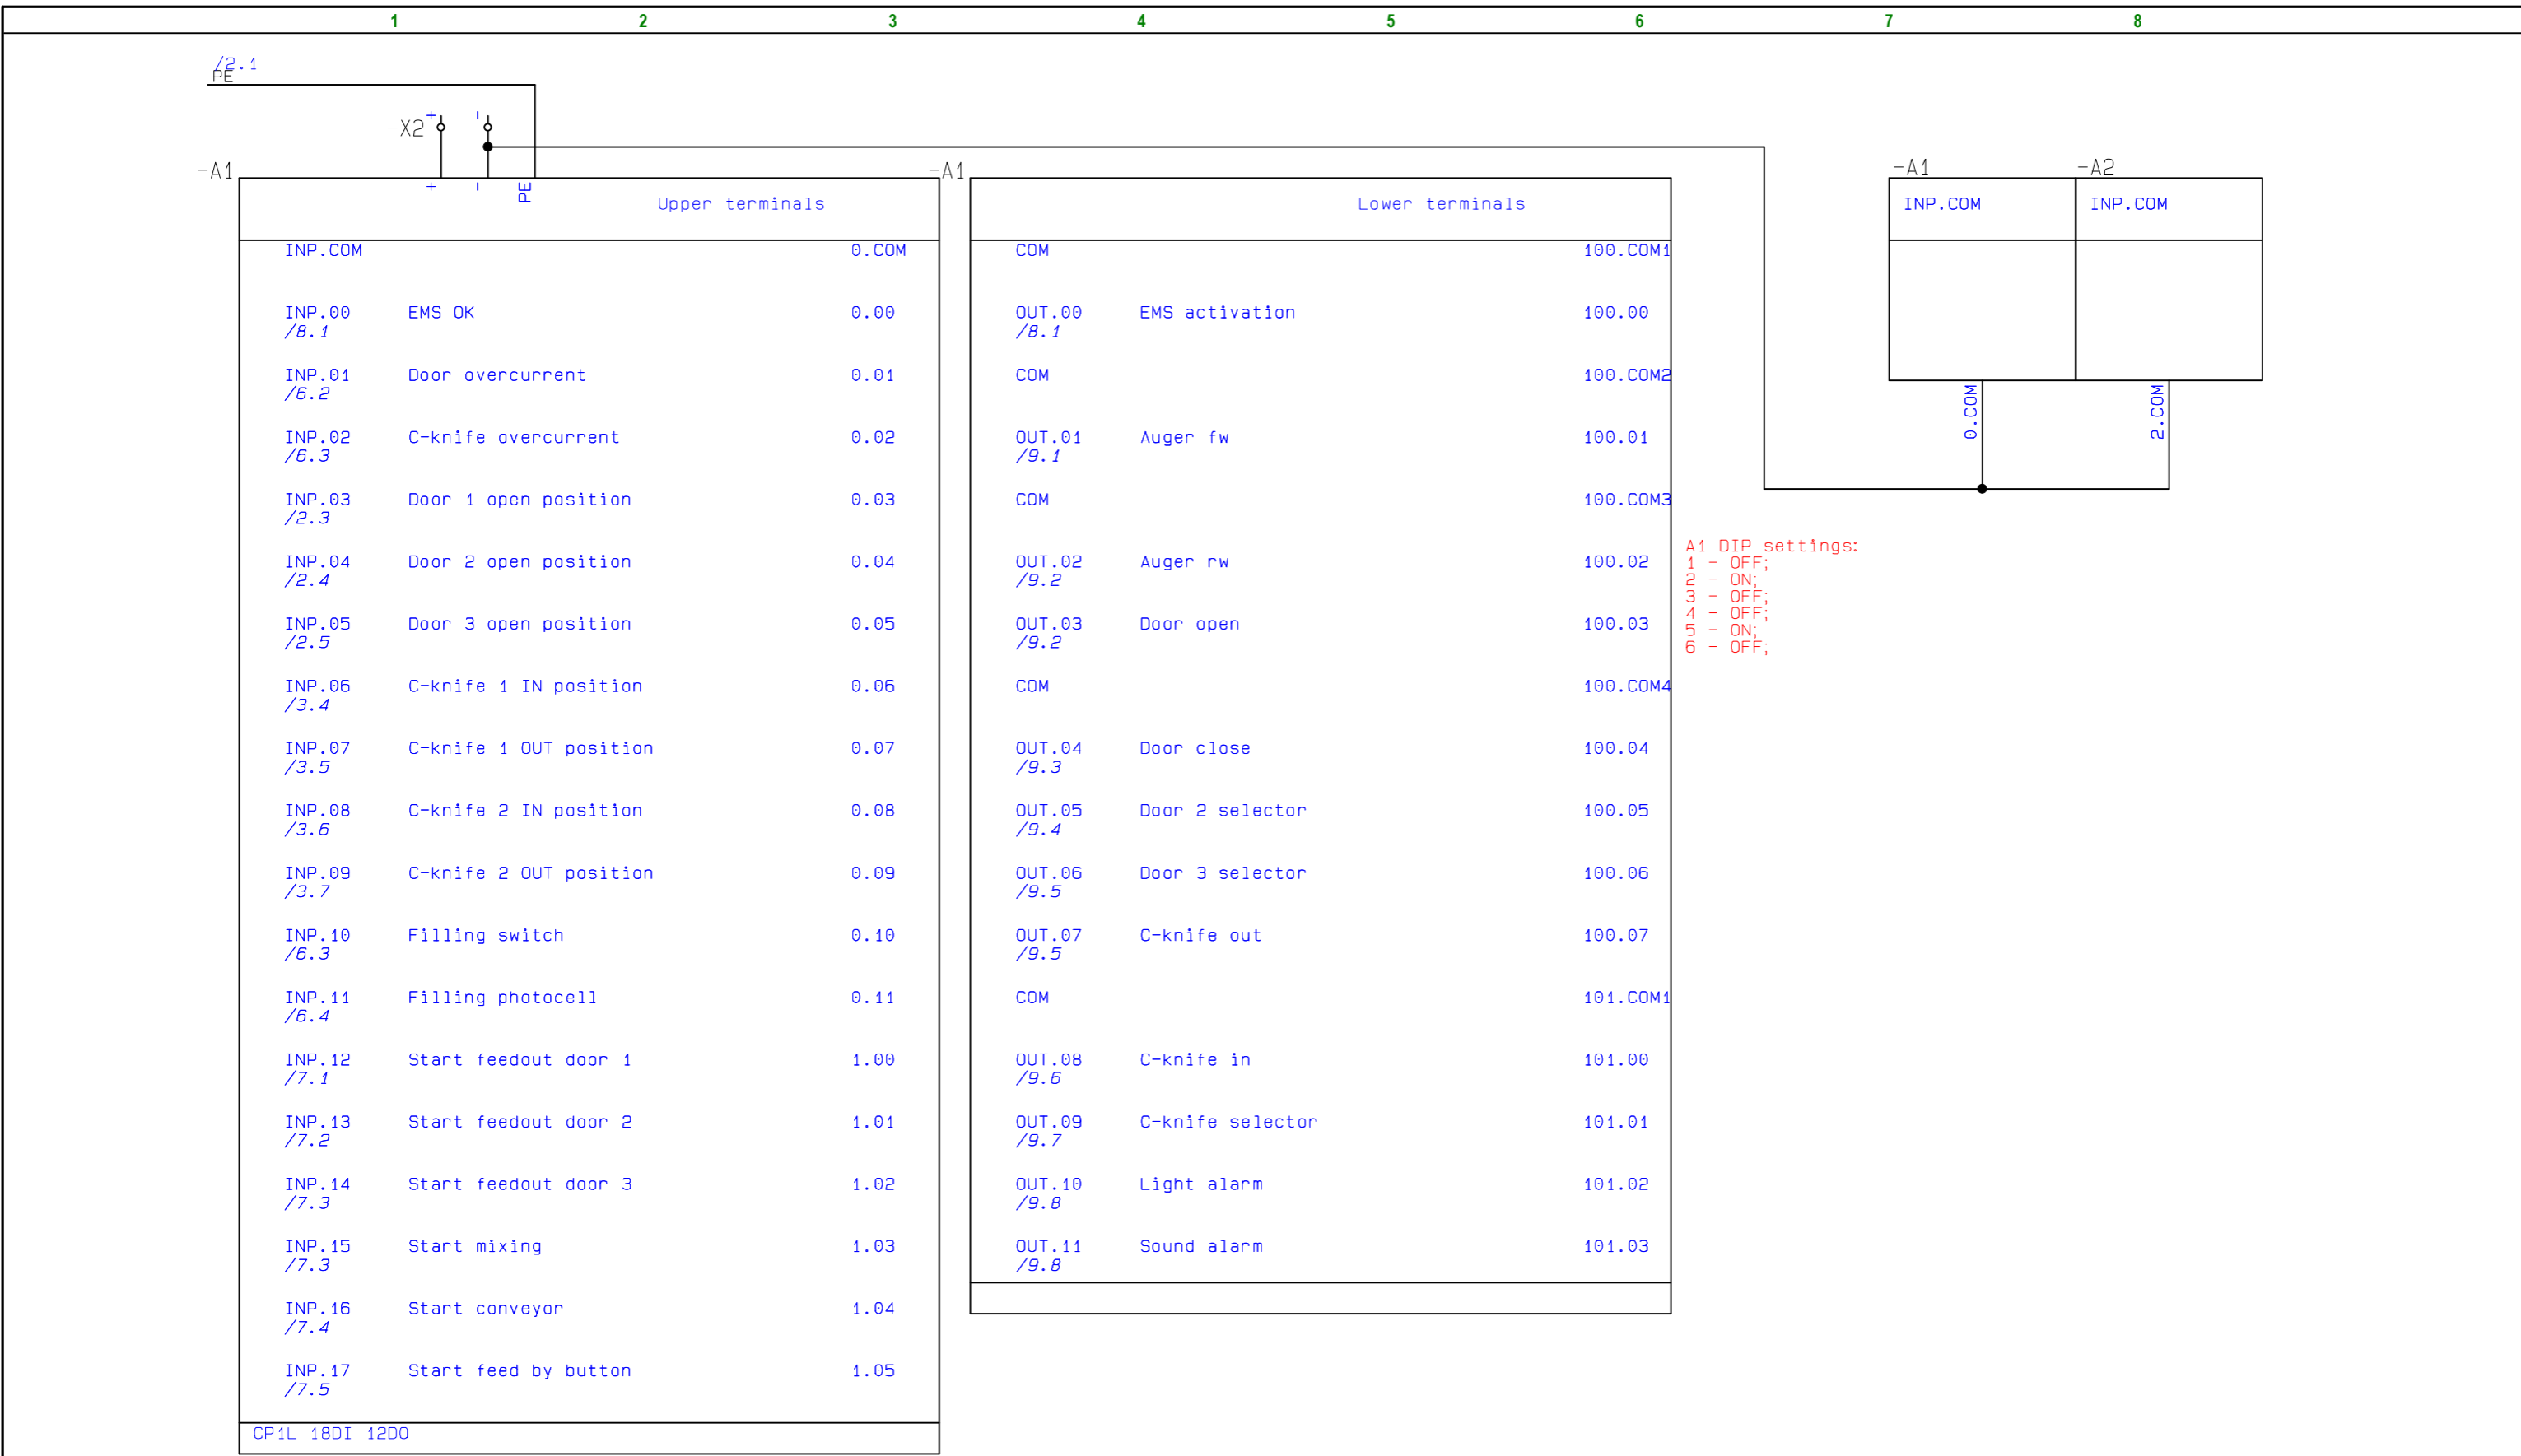 1 2 3 4 5 6 7 8
/2.1
PE
-X2 + -
-A1
+ - PE
Upper terminals
INP.COM 0.COM
INP.00 EMS OK 0.00
/8.1
INP.01 Door overcurrent 0.01
/6.2
INP.02 C-knife overcurrent 0.02
/6.3
INP.03 Door 1 open position 0.03
/2.3
INP.04 Door 2 open position 0.04
/2.4
INP.05 Door 3 open position 0.05
/2.5
INP.06 C-knife 1 IN position 0.06
/3.4
INP.07 C-knife 1 OUT position 0.07
/3.5
INP.08 C-knife 2 IN position 0.08
/3.6
INP.09 C-knife 2 OUT position 0.09
/3.7
INP.10 Filling switch 0.10
/6.3
INP.11 Filling photocell 0.11
/6.4
INP.12 Start feedout door 1 1.00
/7.1
INP.13 Start feedout door 2 1.01
/7.2
INP.14 Start feedout door 3 1.02
/7.3
INP.15 Start mixing 1.03
/7.3
INP.16 Start conveyor 1.04
/7.4
INP.17 Start feed by button 1.05
/7.5
CP1L 18DI 12DO
-A1
Lower terminals
COM 100.COM1
OUT.00 EMS activation 100.00
/8.1
COM 100.COM2
OUT.01 Auger fw 100.01
/9.1
COM 100.COM3
OUT.02 Auger rw 100.02
/9.2
OUT.03 Door open 100.03
/9.2
COM 100.COM4
OUT.04 Door close 100.04
/9.3
OUT.05 Door 2 selector 100.05
/9.4
OUT.06 Door 3 selector 100.06
/9.5
OUT.07 C-knife out 100.07
/9.5
COM 101.COM1
OUT.08 C-knife in 101.00
/9.6
OUT.09 C-knife selector 101.01
/9.7
OUT.10 Light alarm 101.02
/9.8
OUT.11 Sound alarm 101.03
/9.8
-A1 -A2
INP.COM INP.COM
0.COM 2.COM
A1 DIP settings:
1 - OFF;
2 - ON;
3 - OFF;
4 - OFF;
5 - ON;
6 - OFF;